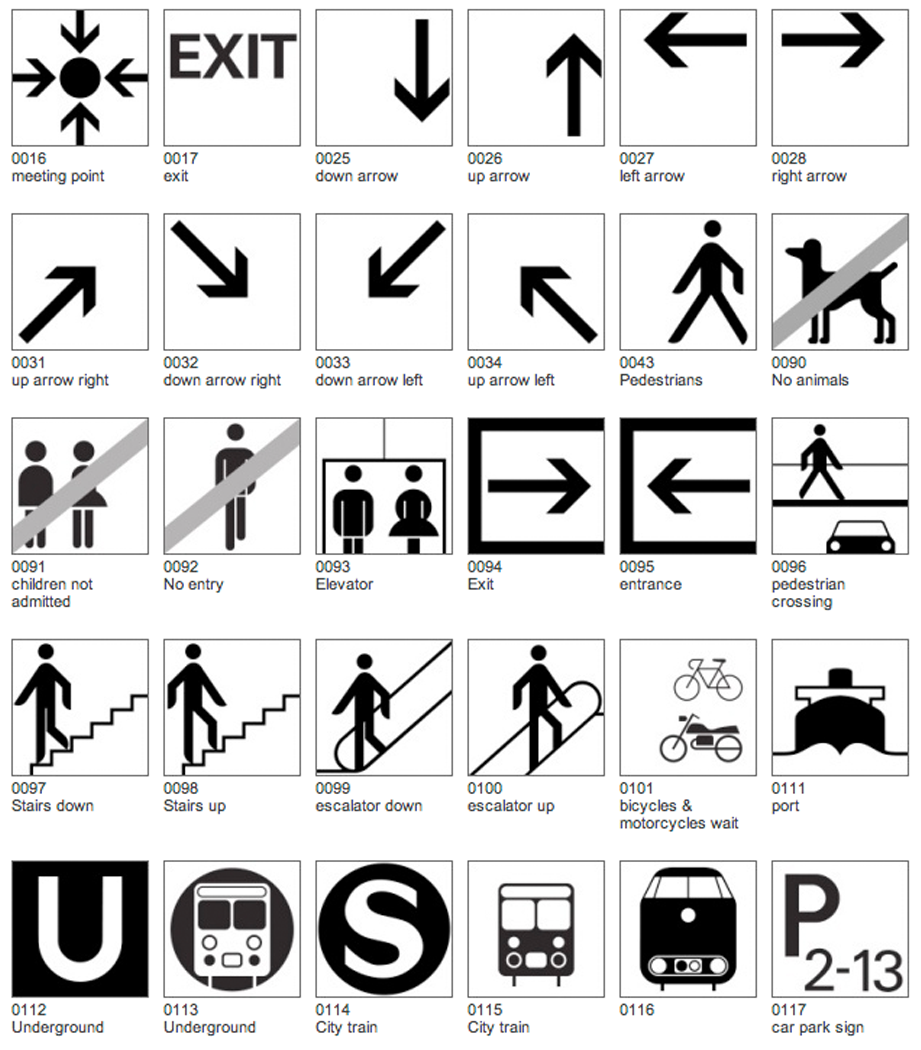 EXIT
0016
meeting point
0017
exit
0025
down arrow
0026
up arrow
0027
left arrow
0028
right arrow
0031
up arrow right
0032
down arrow right
0033
down arrow left
0034
up arrow left
0043
Pedestrians
0090
No animals
0091
children not
admitted
0092
No entry
0093
Elevator
0094
Exit
0095
entrance
0096
pedestrian
crossing
0097
Stairs down
0098
Stairs up
0099
escalator down
0100
escalator up
0101
bicycles &
motorcycles wait
0111
port
U
S
P
2-13
0112
Underground
0113
Underground
0114
City train
0115
City train
0116
0117
car park sign